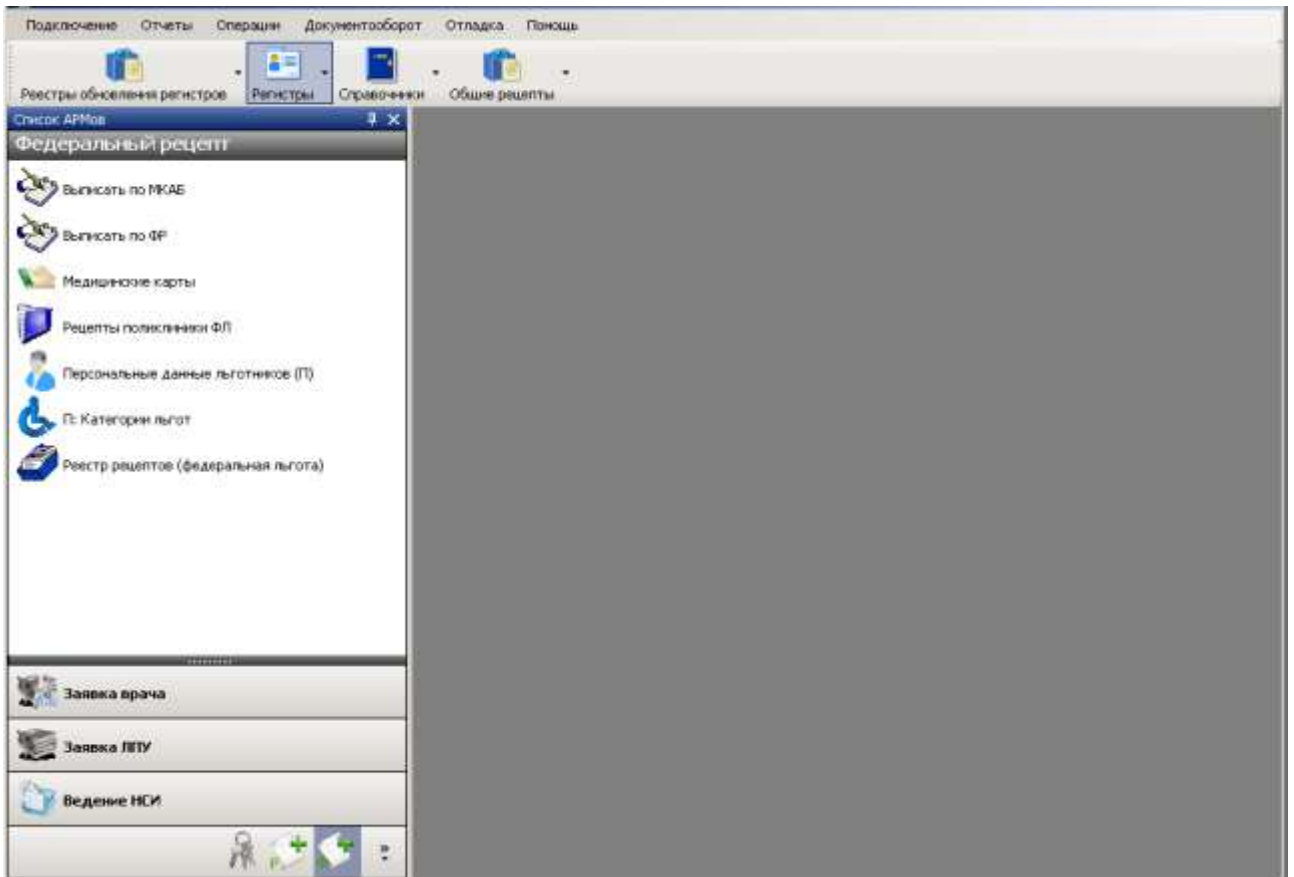 Подключение Отчеты Операции Документооборот Отладка Помощь
Реестры обновления регистров Регистры Справочники Общие рецепты
Список АРМов
Федеральный рецепт
Выписать по МКАБ
Выписать по ФР
Медицинские карты
Рецепты поликлиники ФЛ
Персональные данные льготников (П)
П: Категории льгот
Реестр рецептов (федеральная льгота)
Заявка врача
Заявка ЛПУ
Ведение НСИ